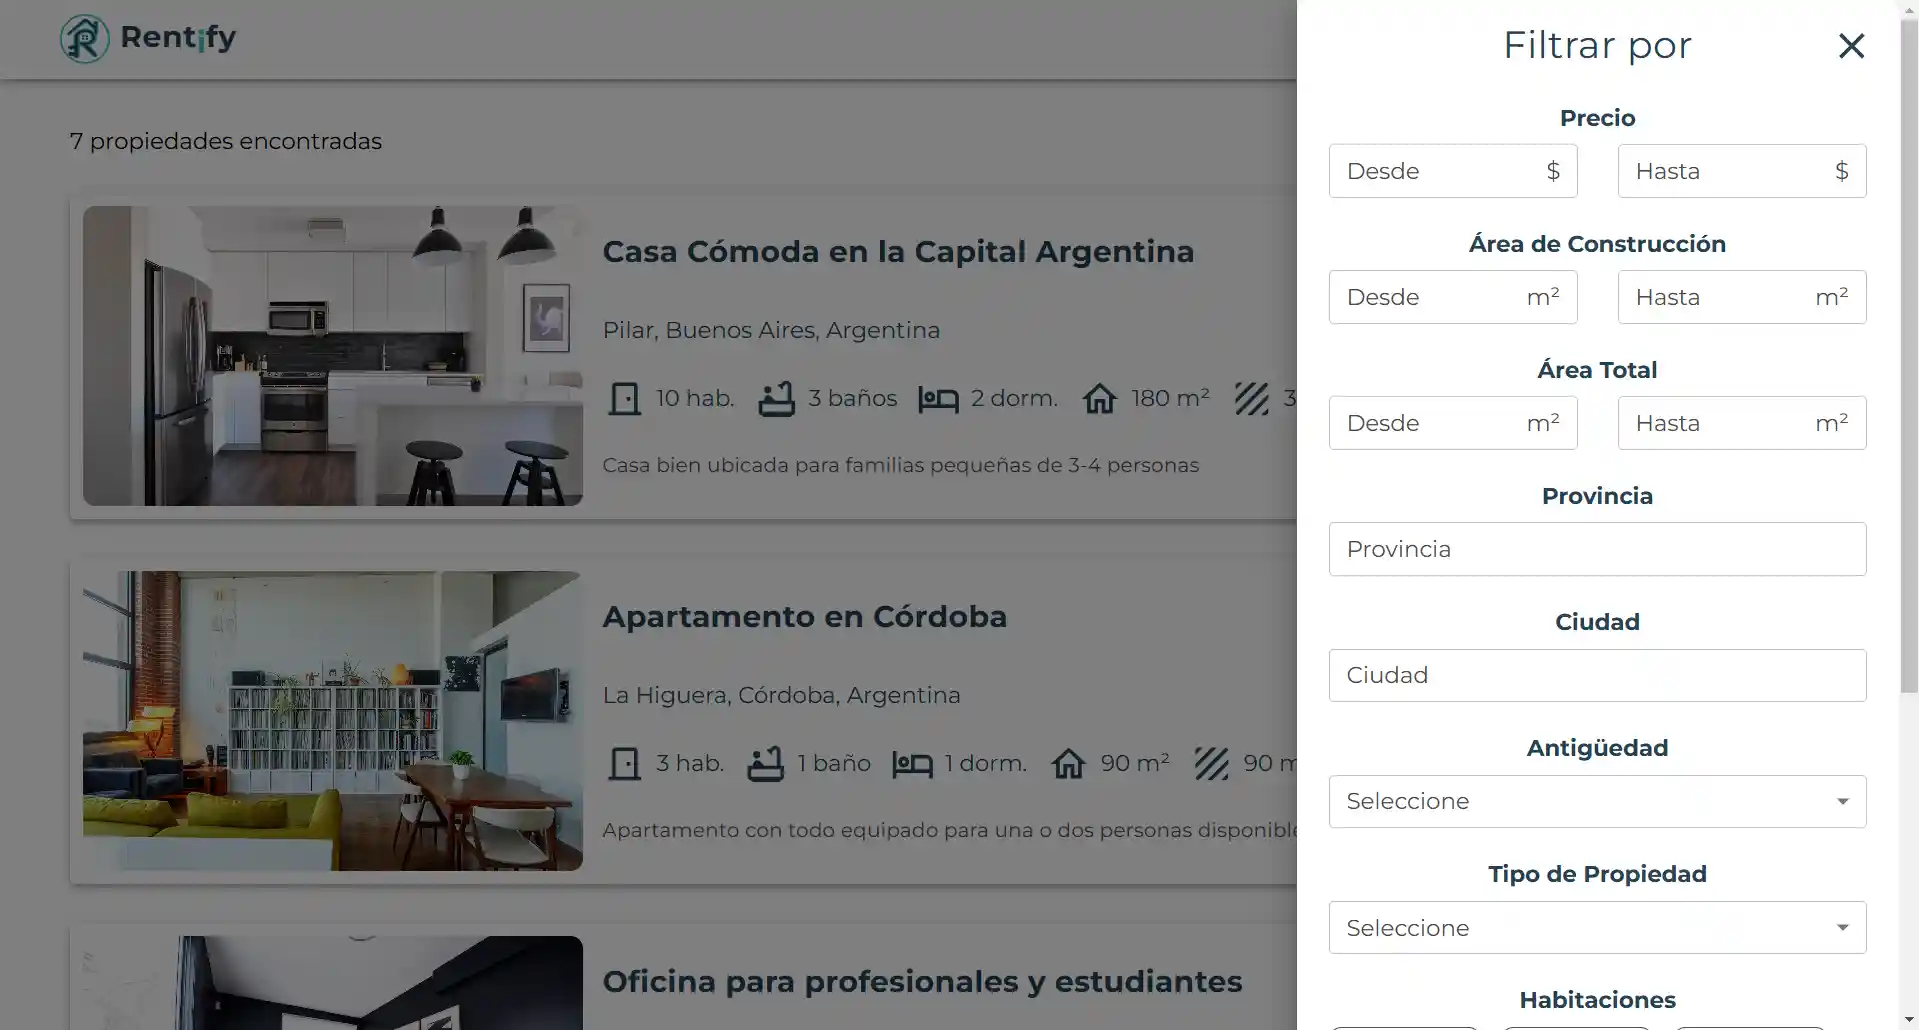 Rentify
7 propiedades encontradas
Casa Cómoda en la Capital Argentina
Pilar, Buenos Aires, Argentina
10 hab. 3 baños 2 dorm. 180 m² 3
Casa bien ubicada para familias pequeñas de 3-4 personas
Apartamento en Córdoba
La Higuera, Córdoba, Argentina
3 hab. 1 baño 1 dorm. 90 m² 90 m
Apartamento con todo equipado para una o dos personas disponible
Oficina para profesionales y estudiantes
Filtrar por
Precio
Desde $ Hasta $
Área de Construcción
Desde m² Hasta m²
Área Total
Desde m² Hasta m²
Provincia
Provincia
Ciudad
Ciudad
Antigüedad
Seleccione
Tipo de Propiedad
Seleccione
Habitaciones